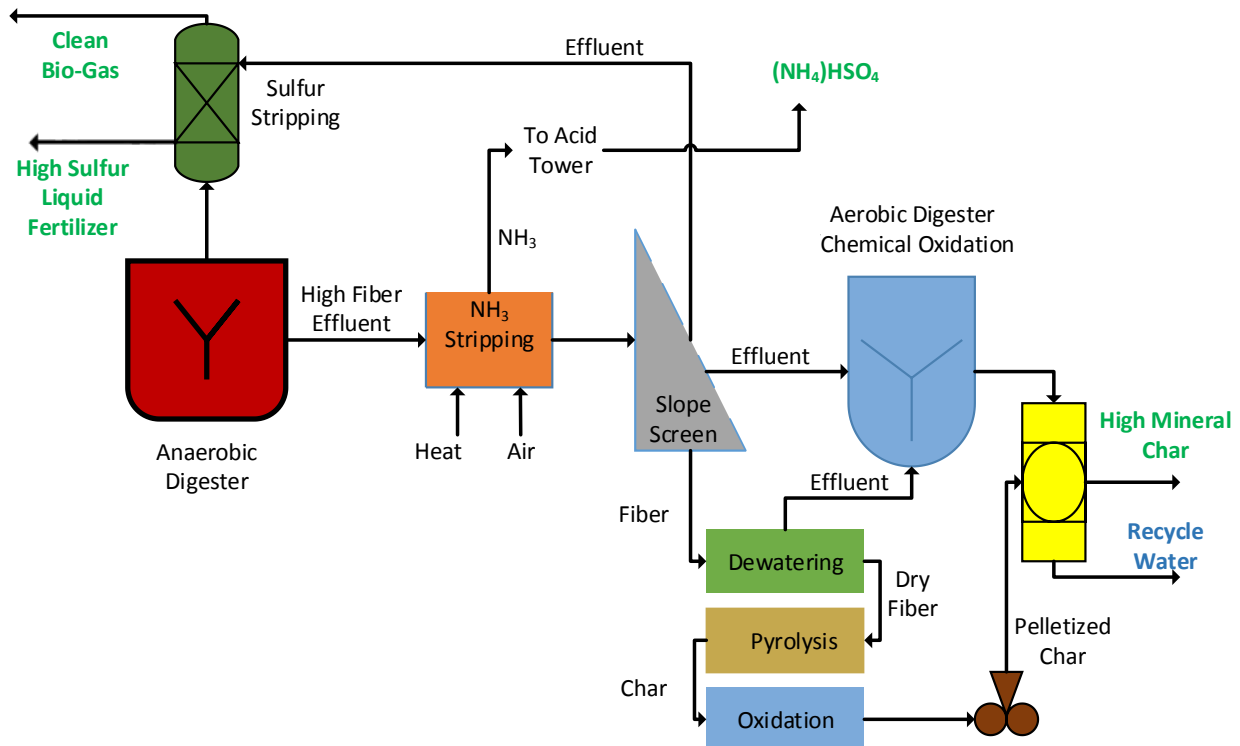 Clean
Bio-Gas
Sulfur
Stripping
High Sulfur
Liquid
Fertilizer
Effluent
(NH₄)HSO₄
To Acid
Tower
NH₃
Aerobic Digester
Chemical Oxidation
High Fiber
Effluent
NH₃
Stripping
Effluent
Slope
Screen
Anaerobic
Digester
Heat
Air
High Mineral
Char
Effluent
Fiber
Recycle
Water
Dewatering
Dry
Fiber
Pyrolysis
Pelletized
Char
Char
Oxidation